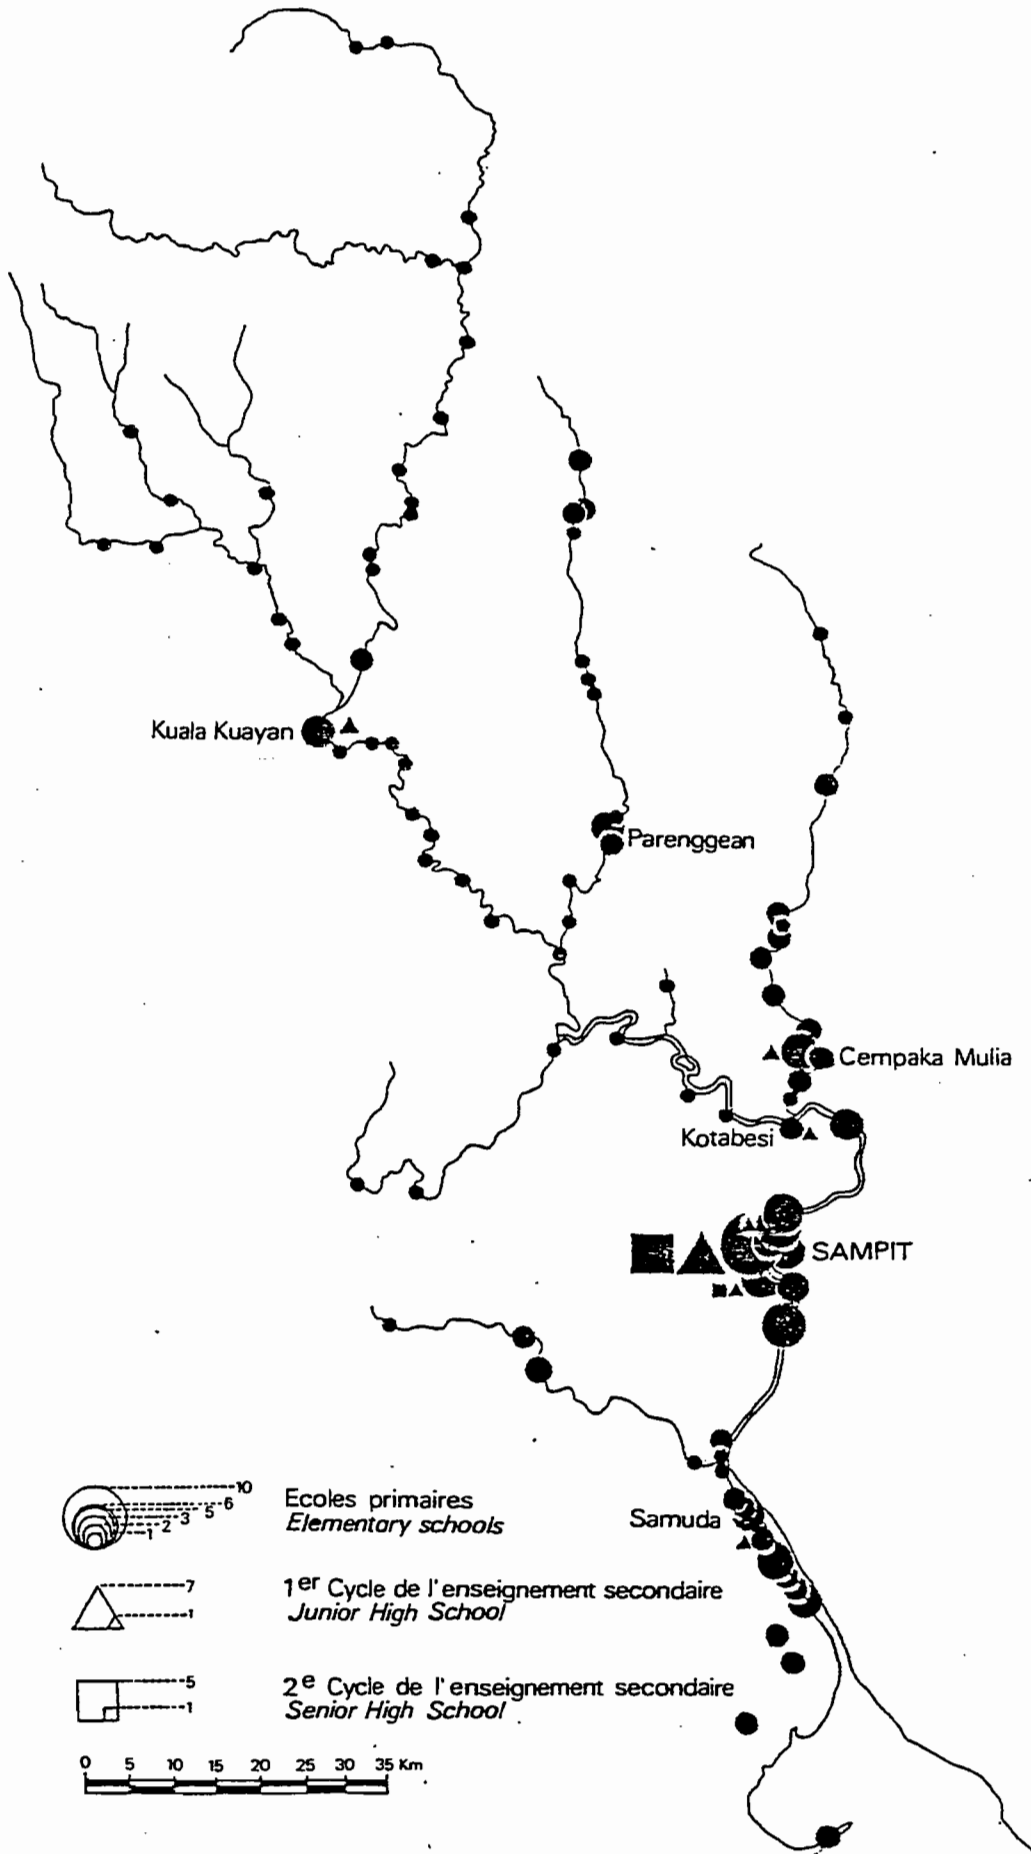 Kuala Kuayan
Parenggean
Cempaka Mulia
Kotabesi
SAMPIT
Samuda
10
6
5
3
2
1
Ecoles primaires
Elementary schools
7
1
1er Cycle de l'enseignement secondaire
Junior High School
5
1
2e Cycle de l'enseignement secondaire
Senior High School
0 5 10 15 20 25 30 35 Km